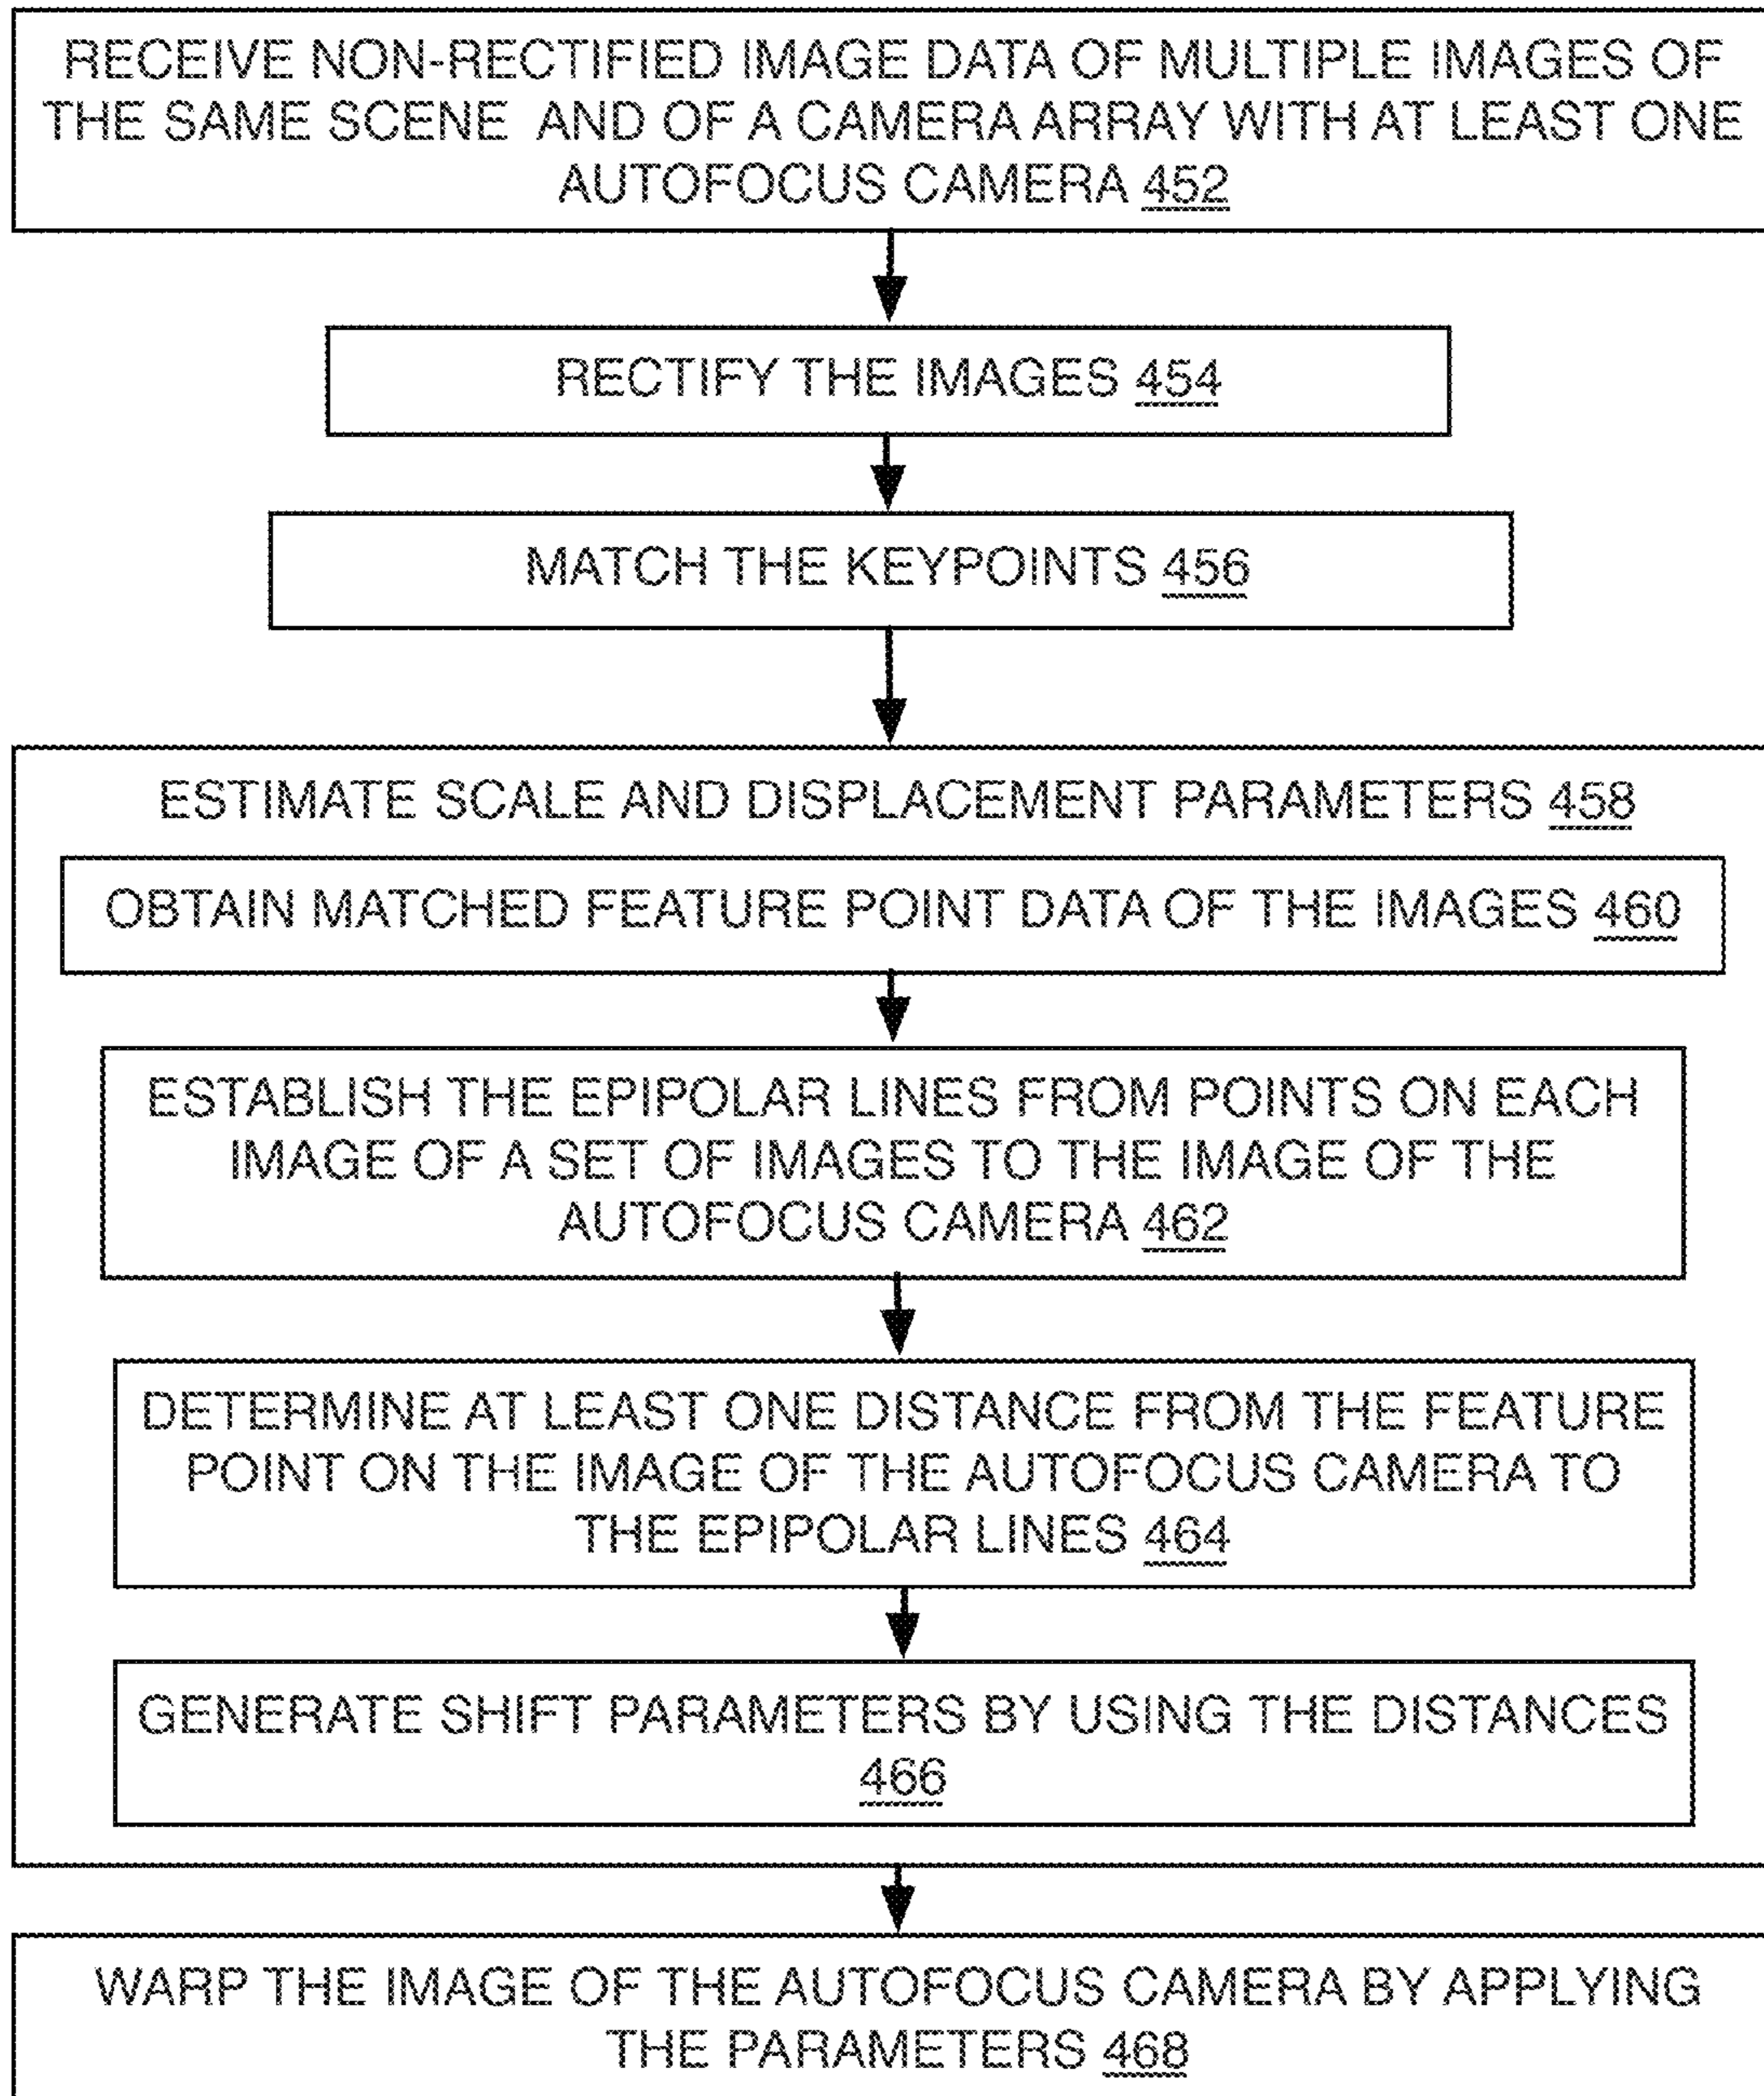 RECEIVE NON-RECTIFIED IMAGE DATA OF MULTIPLE IMAGES OF
THE SAME SCENE AND OF A CAMERA ARRAY WITH AT LEAST ONE
AUTOFOCUS CAMERA 452
RECTIFY THE IMAGES 454
MATCH THE KEYPOINTS 456
ESTIMATE SCALE AND DISPLACEMENT PARAMETERS 458
OBTAIN MATCHED FEATURE POINT DATA OF THE IMAGES 460
ESTABLISH THE EPIPOLAR LINES FROM POINTS ON EACH
IMAGE OF A SET OF IMAGES TO THE IMAGE OF THE
AUTOFOCUS CAMERA 462
DETERMINE AT LEAST ONE DISTANCE FROM THE FEATURE
POINT ON THE IMAGE OF THE AUTOFOCUS CAMERA TO
THE EPIPOLAR LINES 464
GENERATE SHIFT PARAMETERS BY USING THE DISTANCES
466
WARP THE IMAGE OF THE AUTOFOCUS CAMERA BY APPLYING
THE PARAMETERS 468